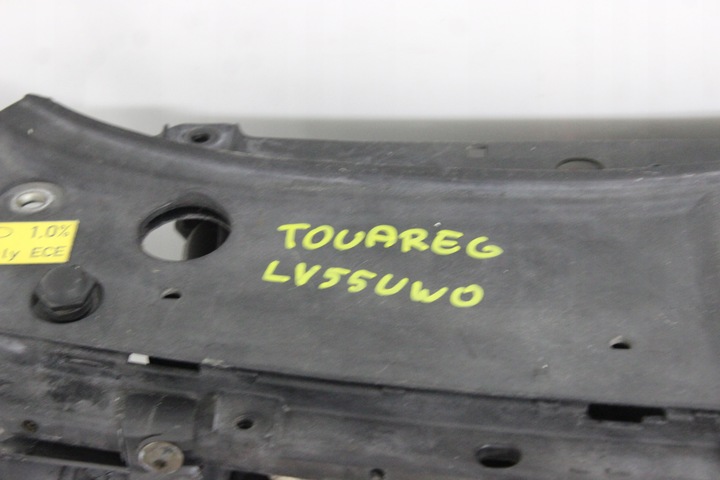 1.0%
ly ECE
TOUAREG
LV55UWO